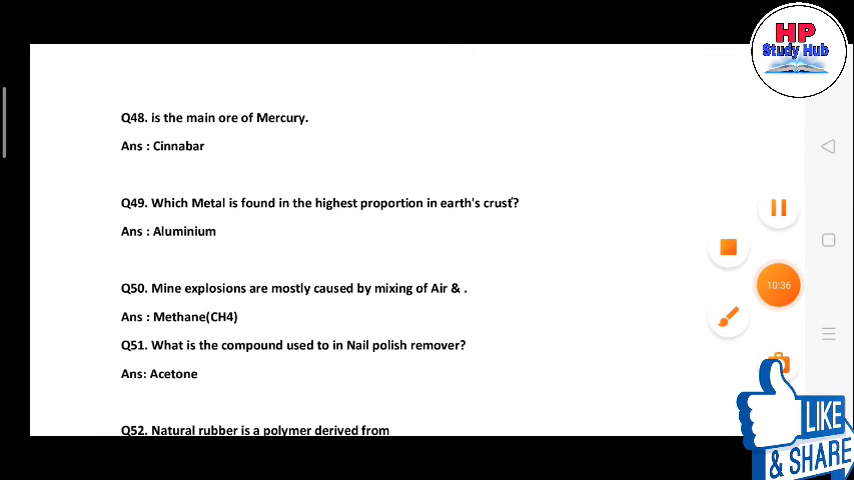 HP
Study Hub
Q48. is the main ore of Mercury.
Ans : Cinnabar
Q49. Which Metal is found in the highest proportion in earth's crust?
Ans : Aluminium
Q50. Mine explosions are mostly caused by mixing of Air & .
Ans : Methane(CH4)
Q51. What is the compound used to in Nail polish remover?
Ans: Acetone
Q52. Natural rubber is a polymer derived from
10:36
LIKE
& SHARE